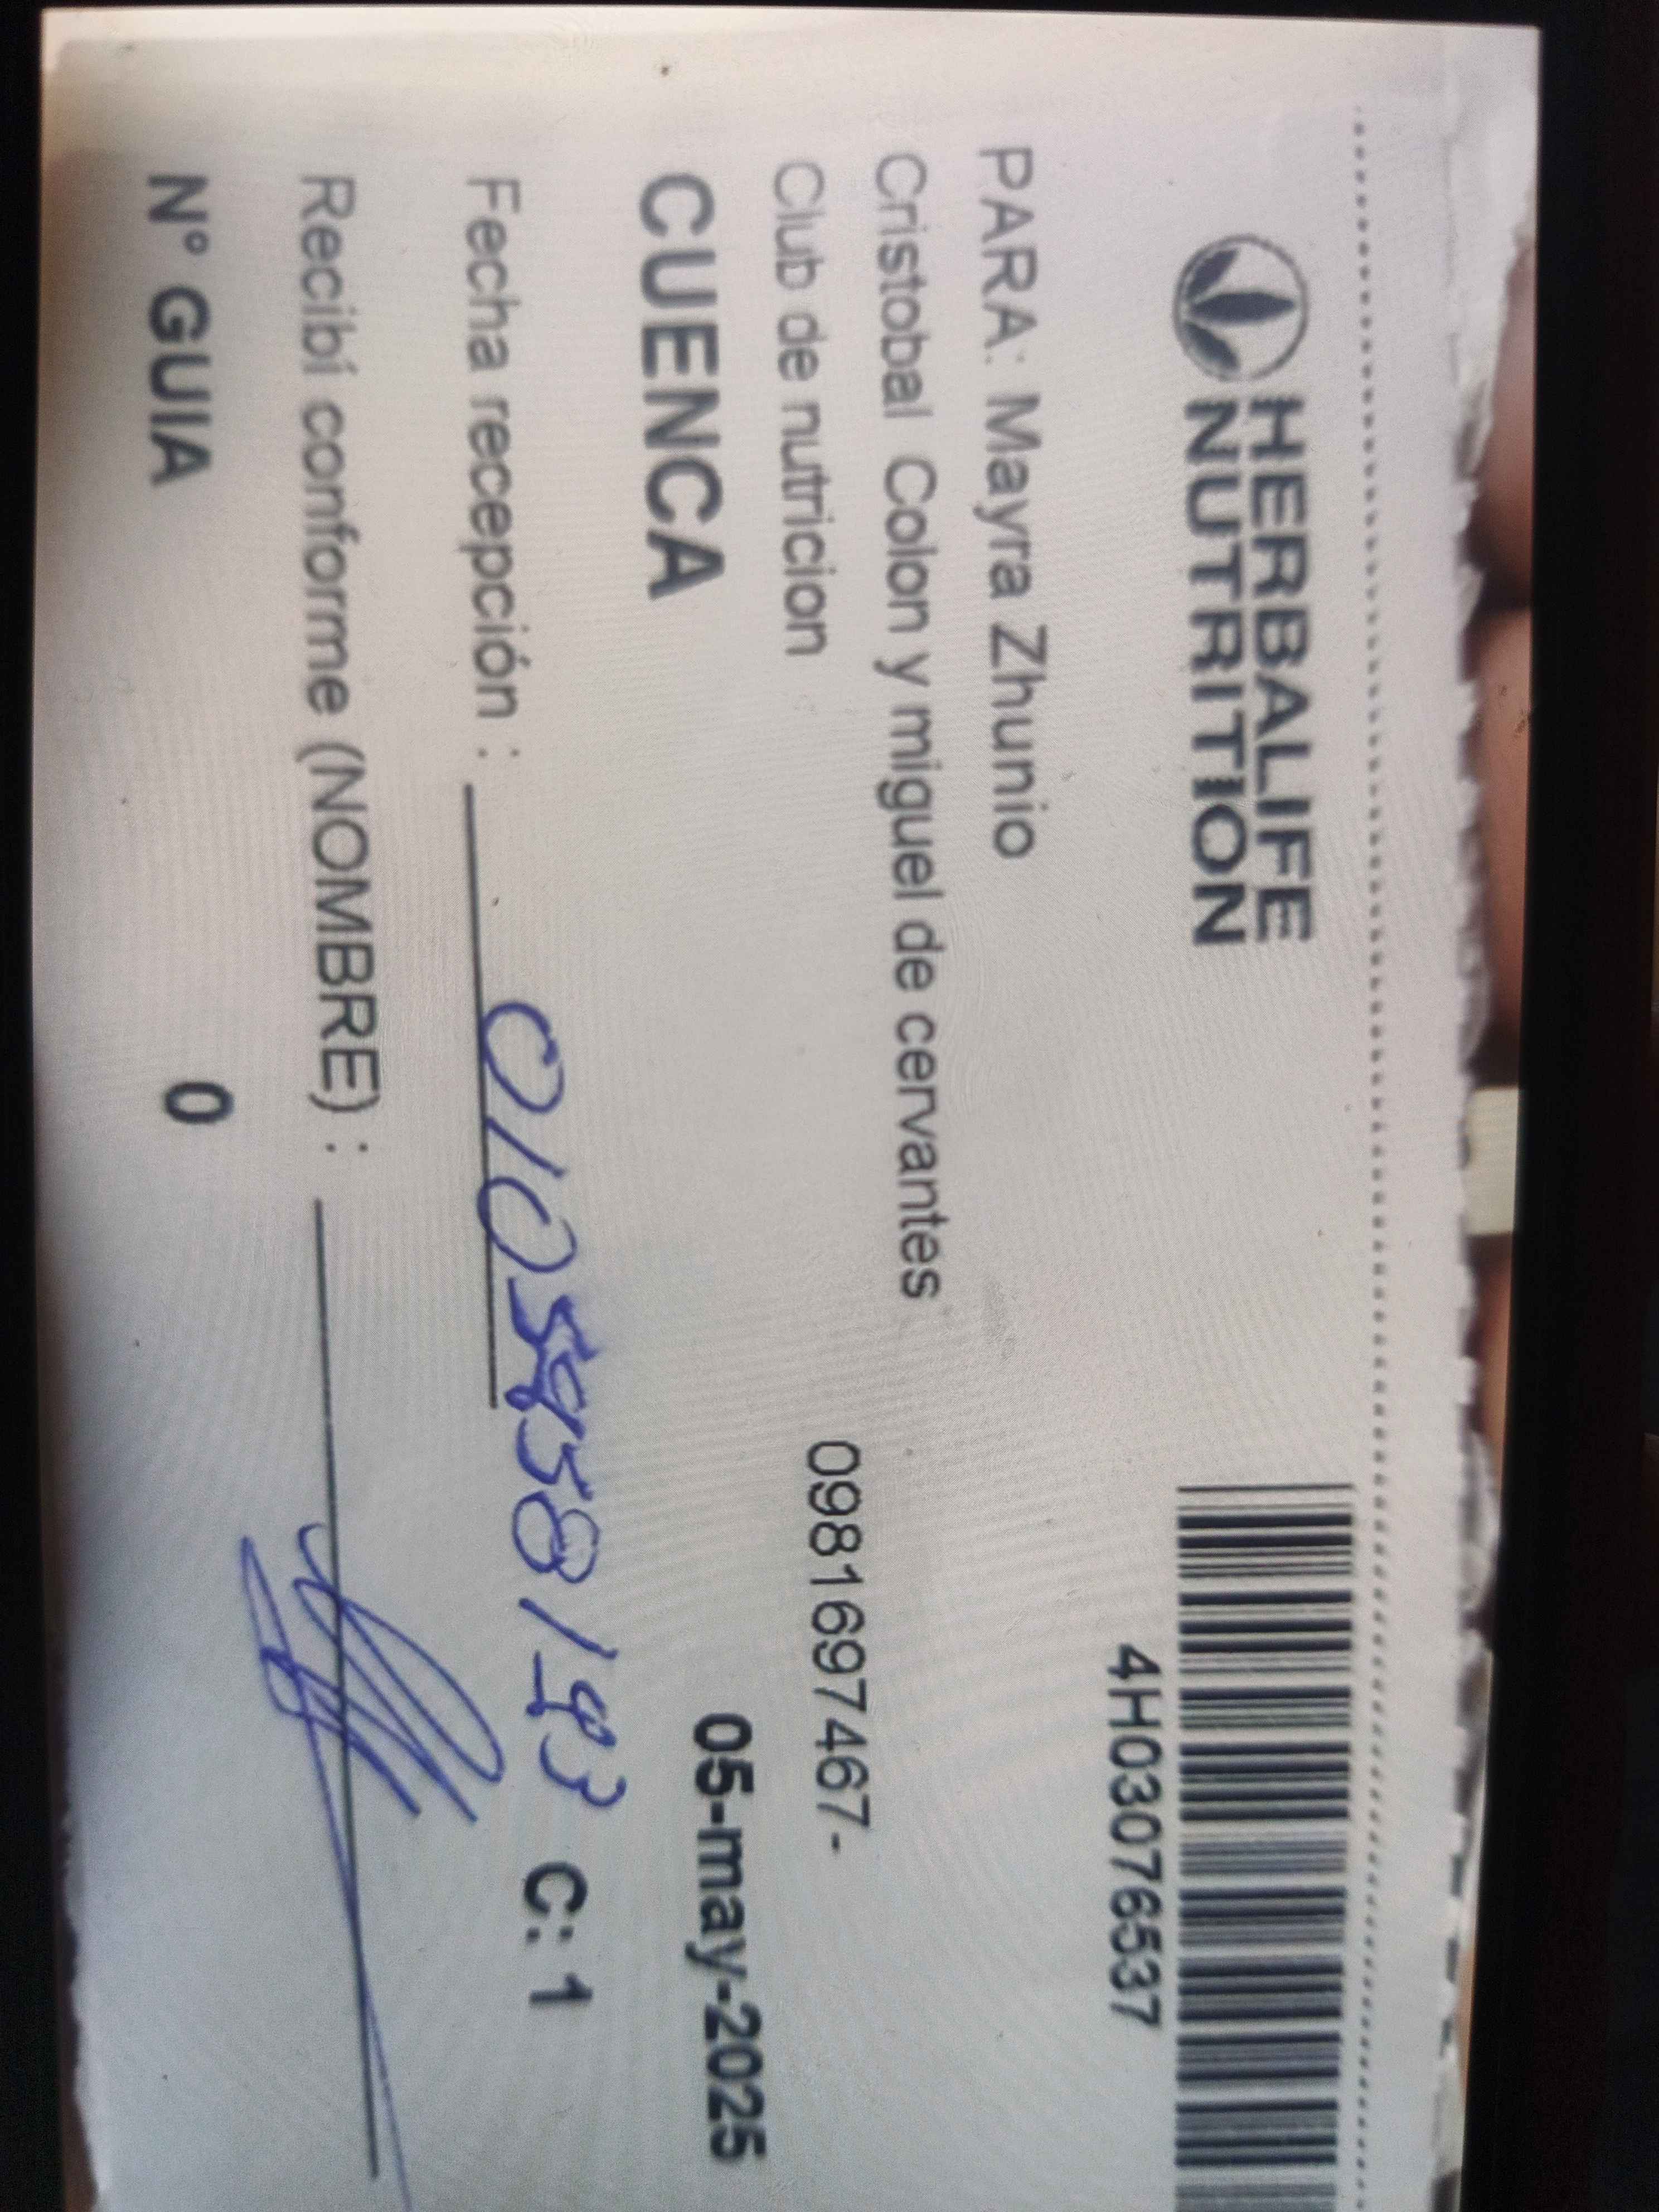 HERBALIFE
NUTRITION
4H03076537
PARA: Mayra Zhunio
Cristobal Colon y miguel de cervantes
Club de nutricion
0981697467-
CUENCA
05-may-2025
Fecha recepción :
C: 1
Recibí conforme (NOMBRE) :
N° GUIA 0